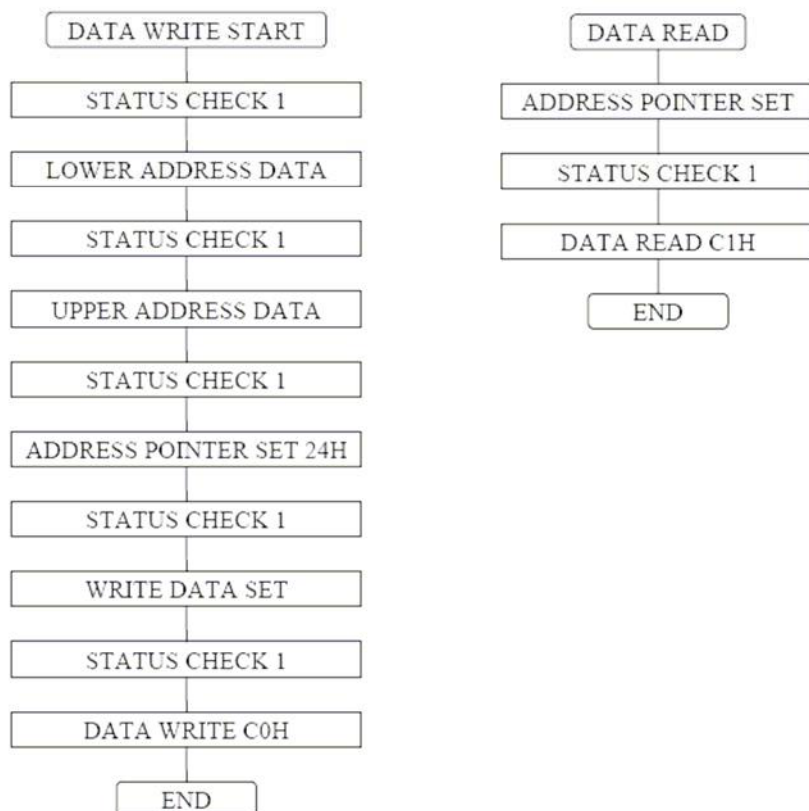 DATA WRITE START
STATUS CHECK 1
LOWER ADDRESS DATA
STATUS CHECK 1
UPPER ADDRESS DATA
STATUS CHECK 1
ADDRESS POINTER SET 24H
STATUS CHECK 1
WRITE DATA SET
STATUS CHECK 1
DATA WRITE C0H
END
DATA READ
ADDRESS POINTER SET
STATUS CHECK 1
DATA READ C1H
END